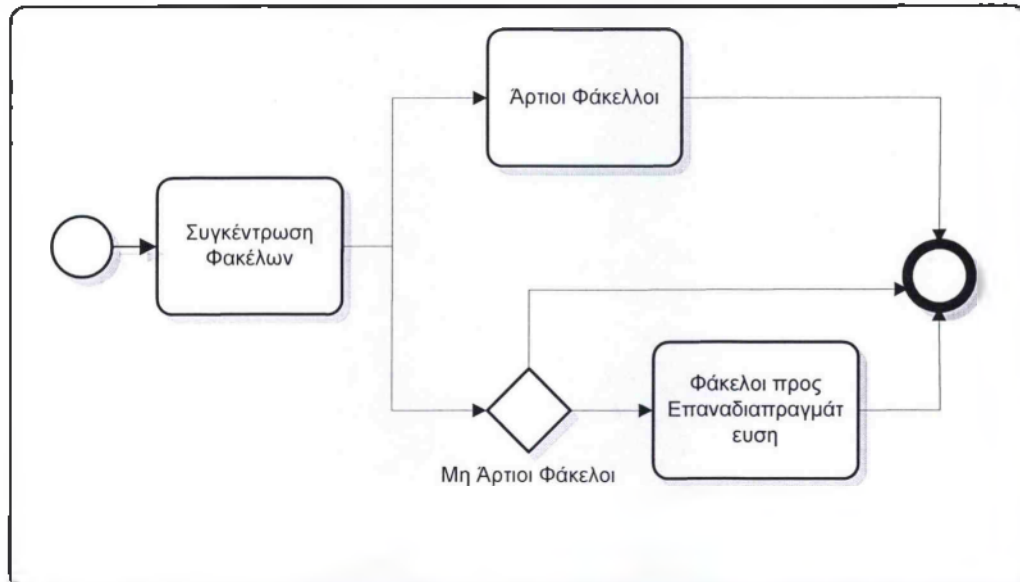 Άρτιοι Φάκελλοι
Συγκέντρωση
Φακέλων
Φάκελοι προς
Επαναδιαπραγμάτ
ευση
Μη Άρτιοι Φάκελοι